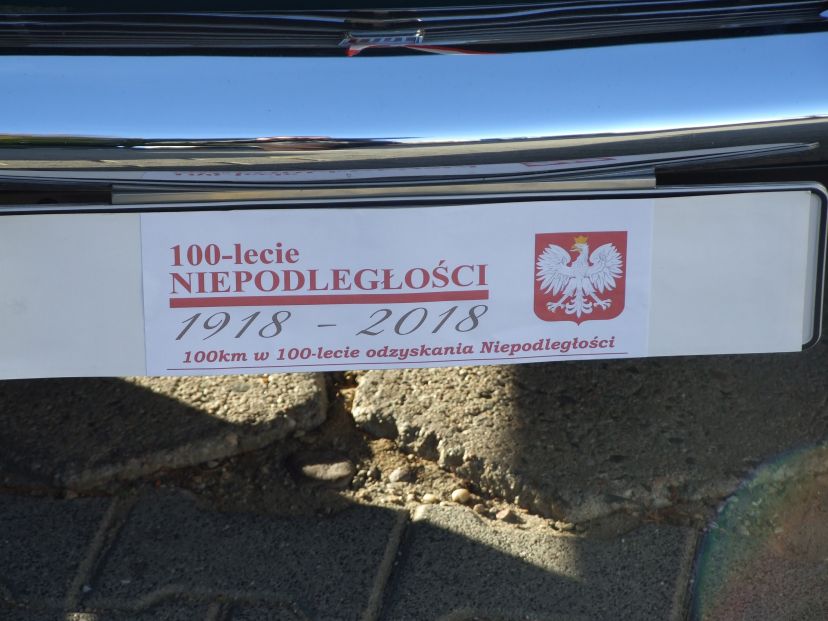 100-lecie
NIEPODLEGŁOŚCI
1918 - 2018
100km w 100-lecie odzyskania Niepodległości